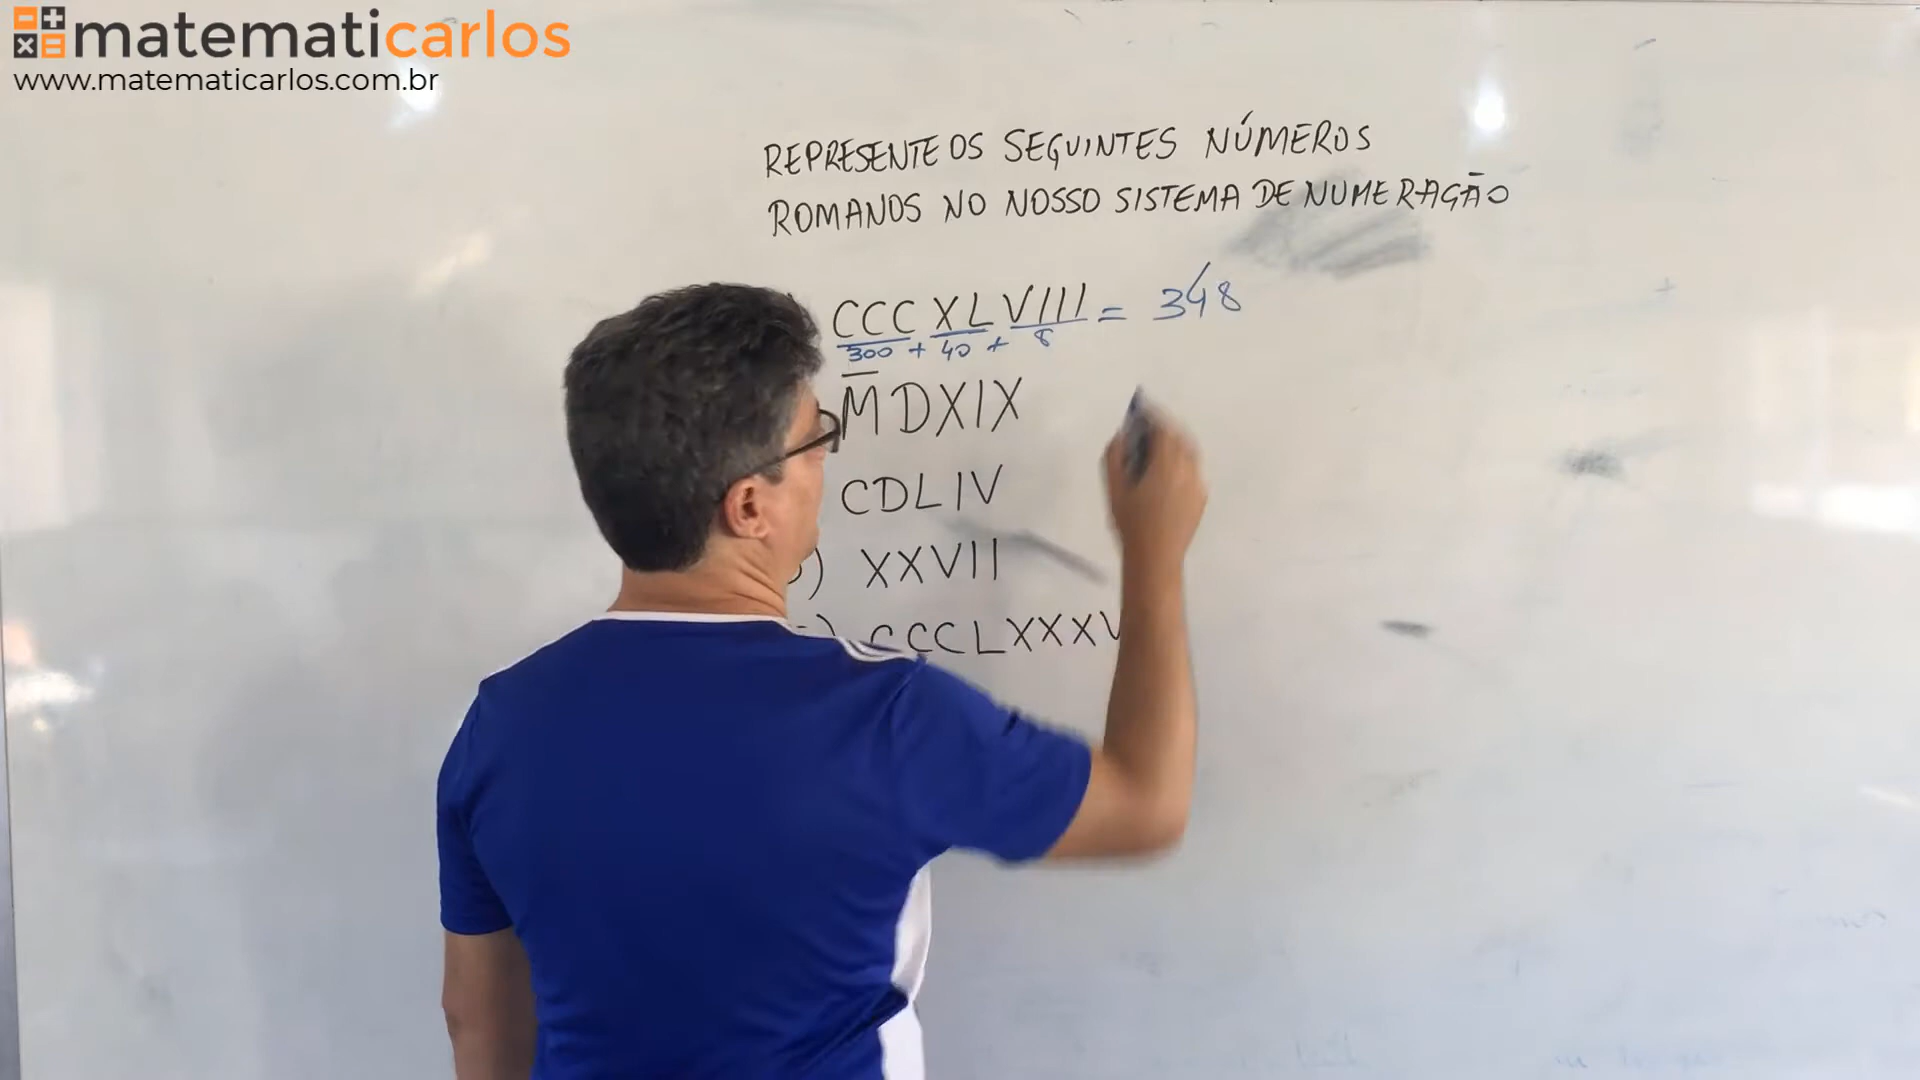 matematicarlos
www.matematicarlos.com.br
REPRESENTE OS SEGUINTES NÚMEROS
ROMANOS NO NOSSO SISTEMA DE NUMERAÇÃO
CCCXLVIII = 348
300 + 40 + 8
M̅DXIX
CDLIV
) XXVII
) CCCLXXXV